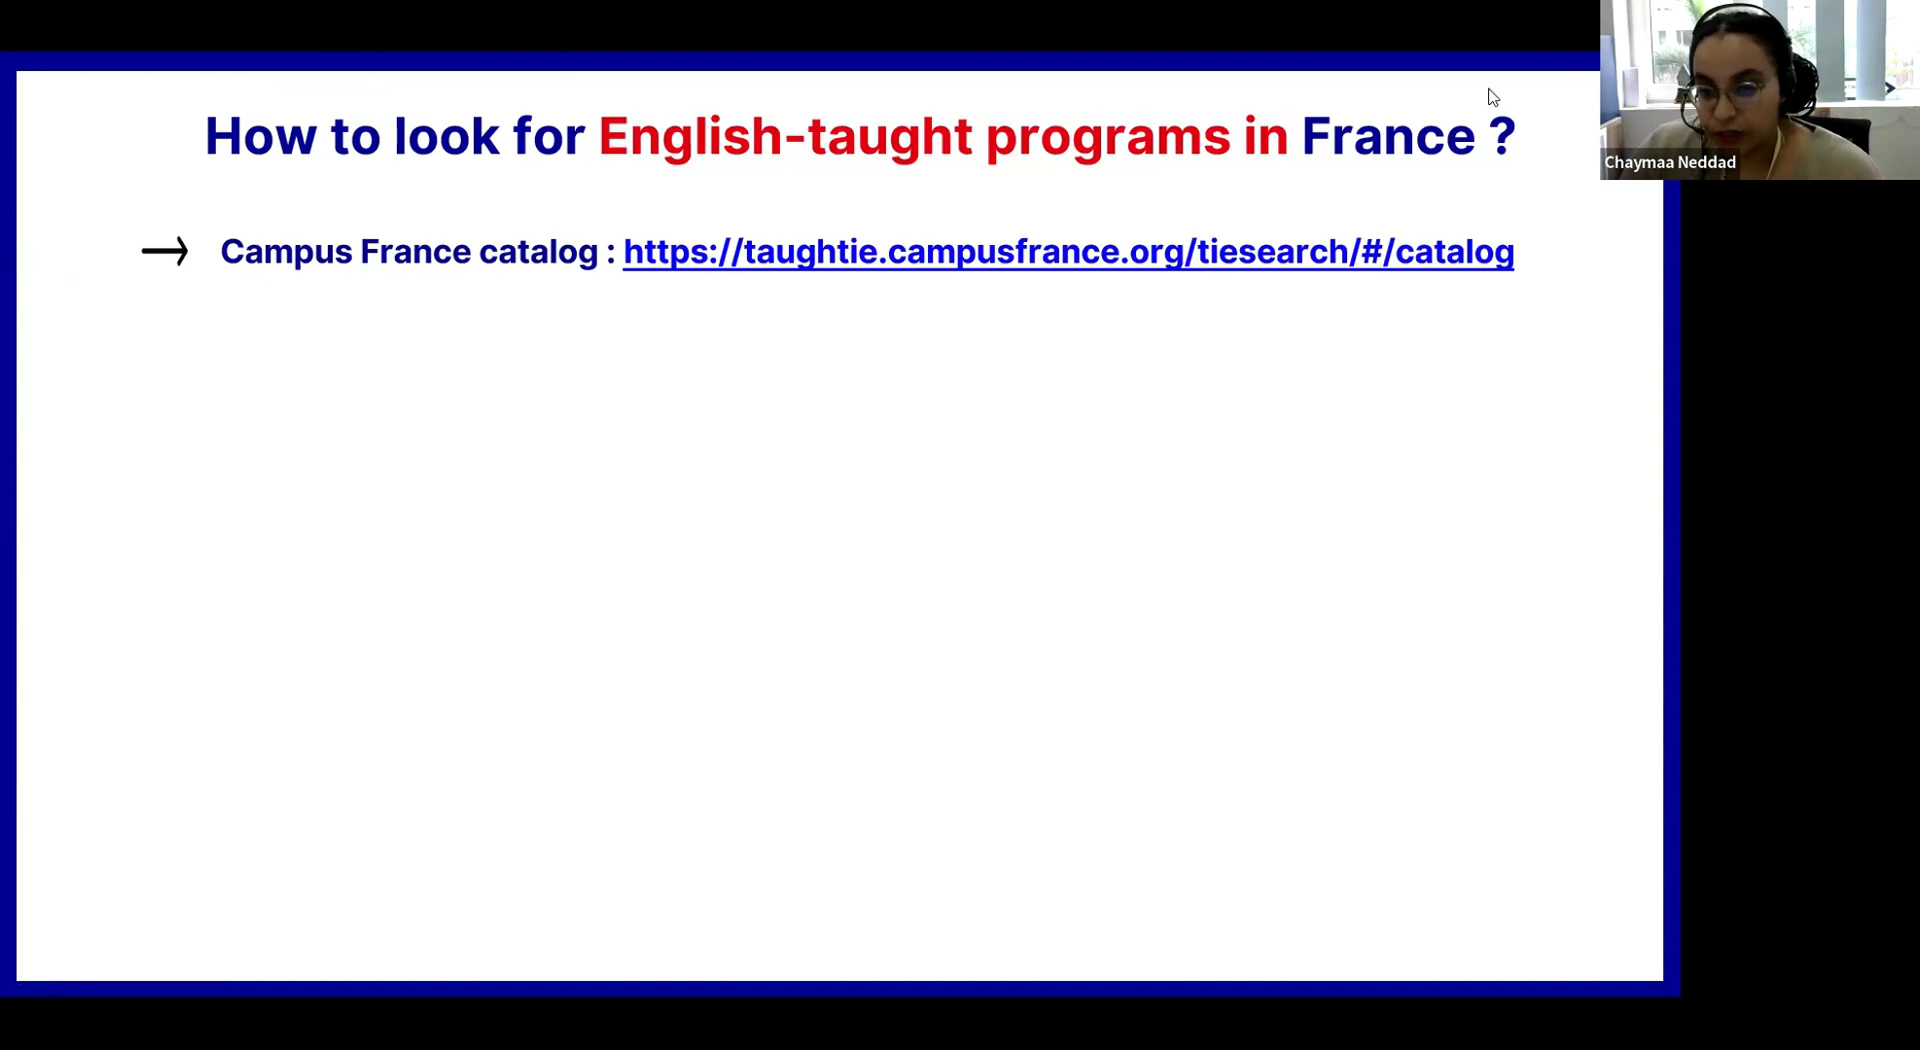 How to look for English-taught programs in France ?
Chaymaa Neddad
→ Campus France catalog : https://taughtie.campusfrance.org/tiesearch/#/catalog